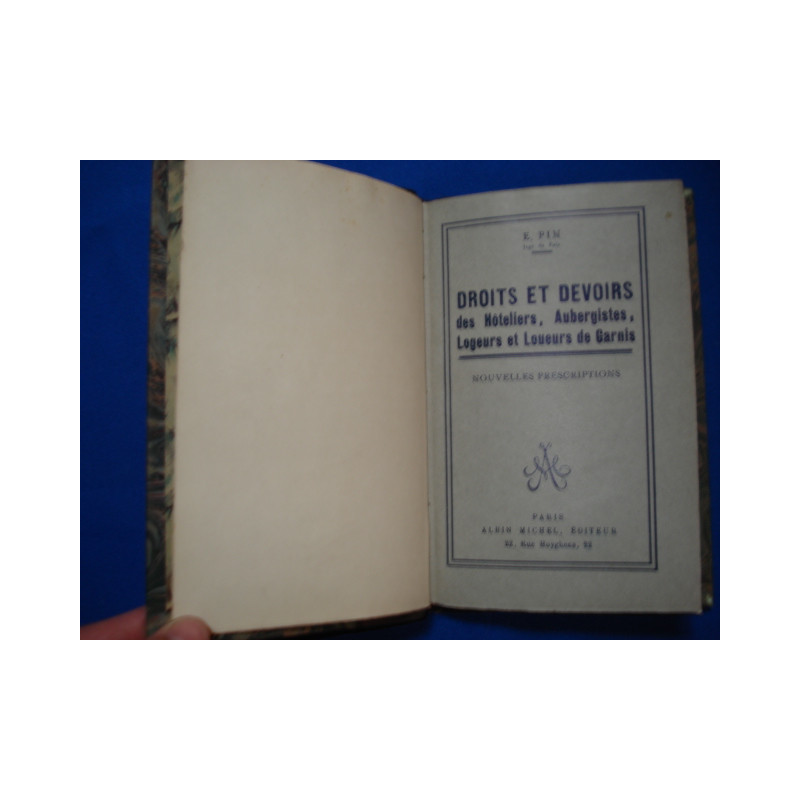 E. PIM
DROITS ET DEVOIRS
des Hôteliers, Aubergistes,
Logeurs et Loueurs de Garnis
NOUVELLES PRESCRIPTIONS
PARIS
ALBIN MICHEL, ÉDITEUR
22, Rue Huyghens, 22